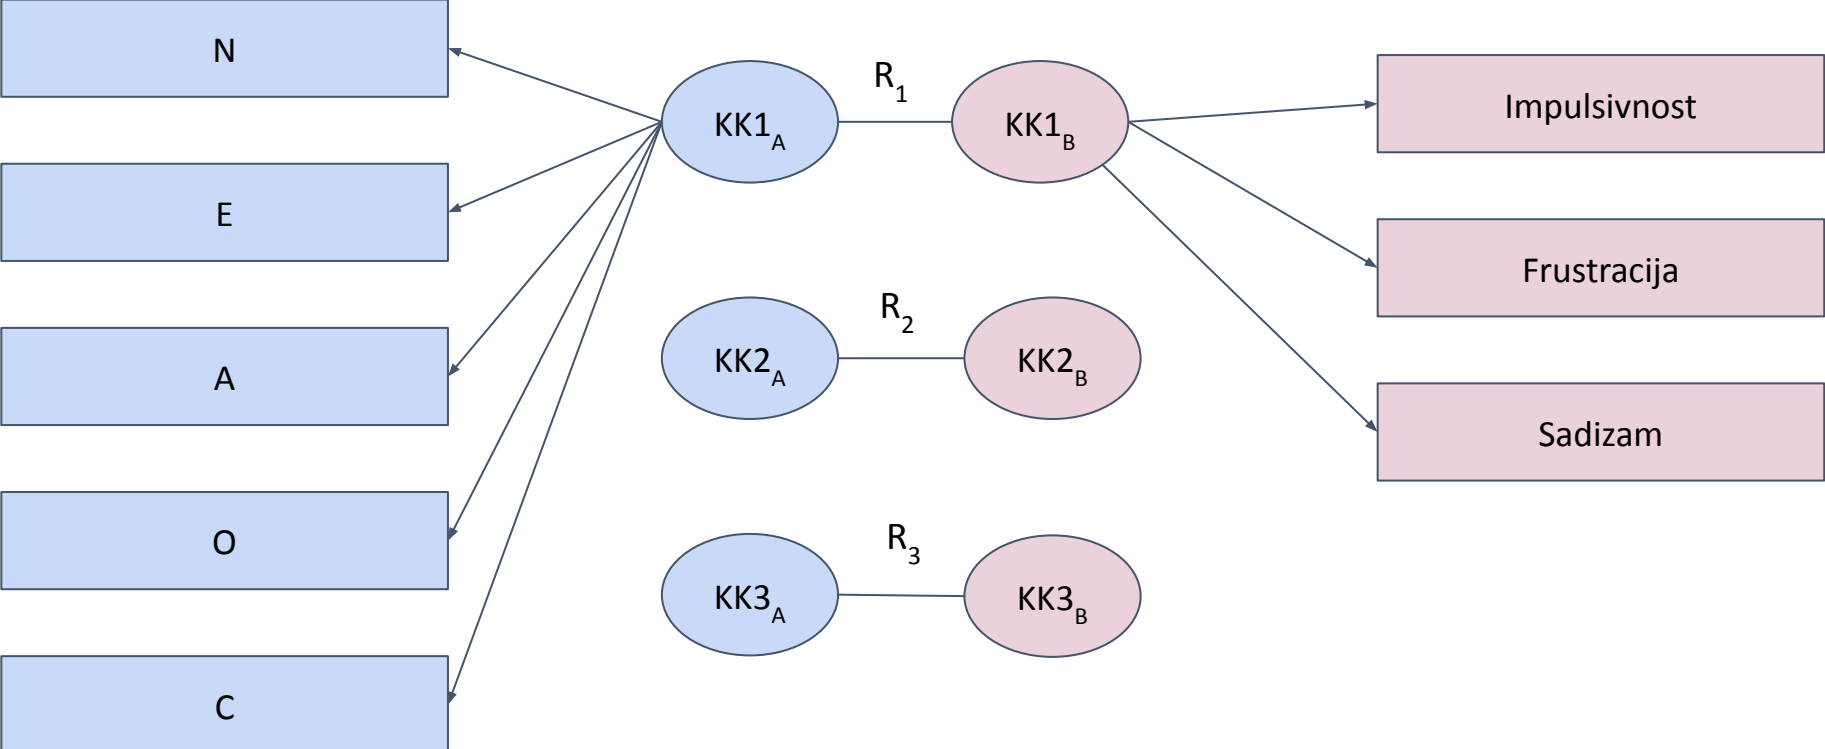 N
E
A
O
C
KK1A
R1
KK1B
KK2A
R2
KK2B
KK3A
R3
KK3B
Impulsivnost
Frustracija
Sadizam